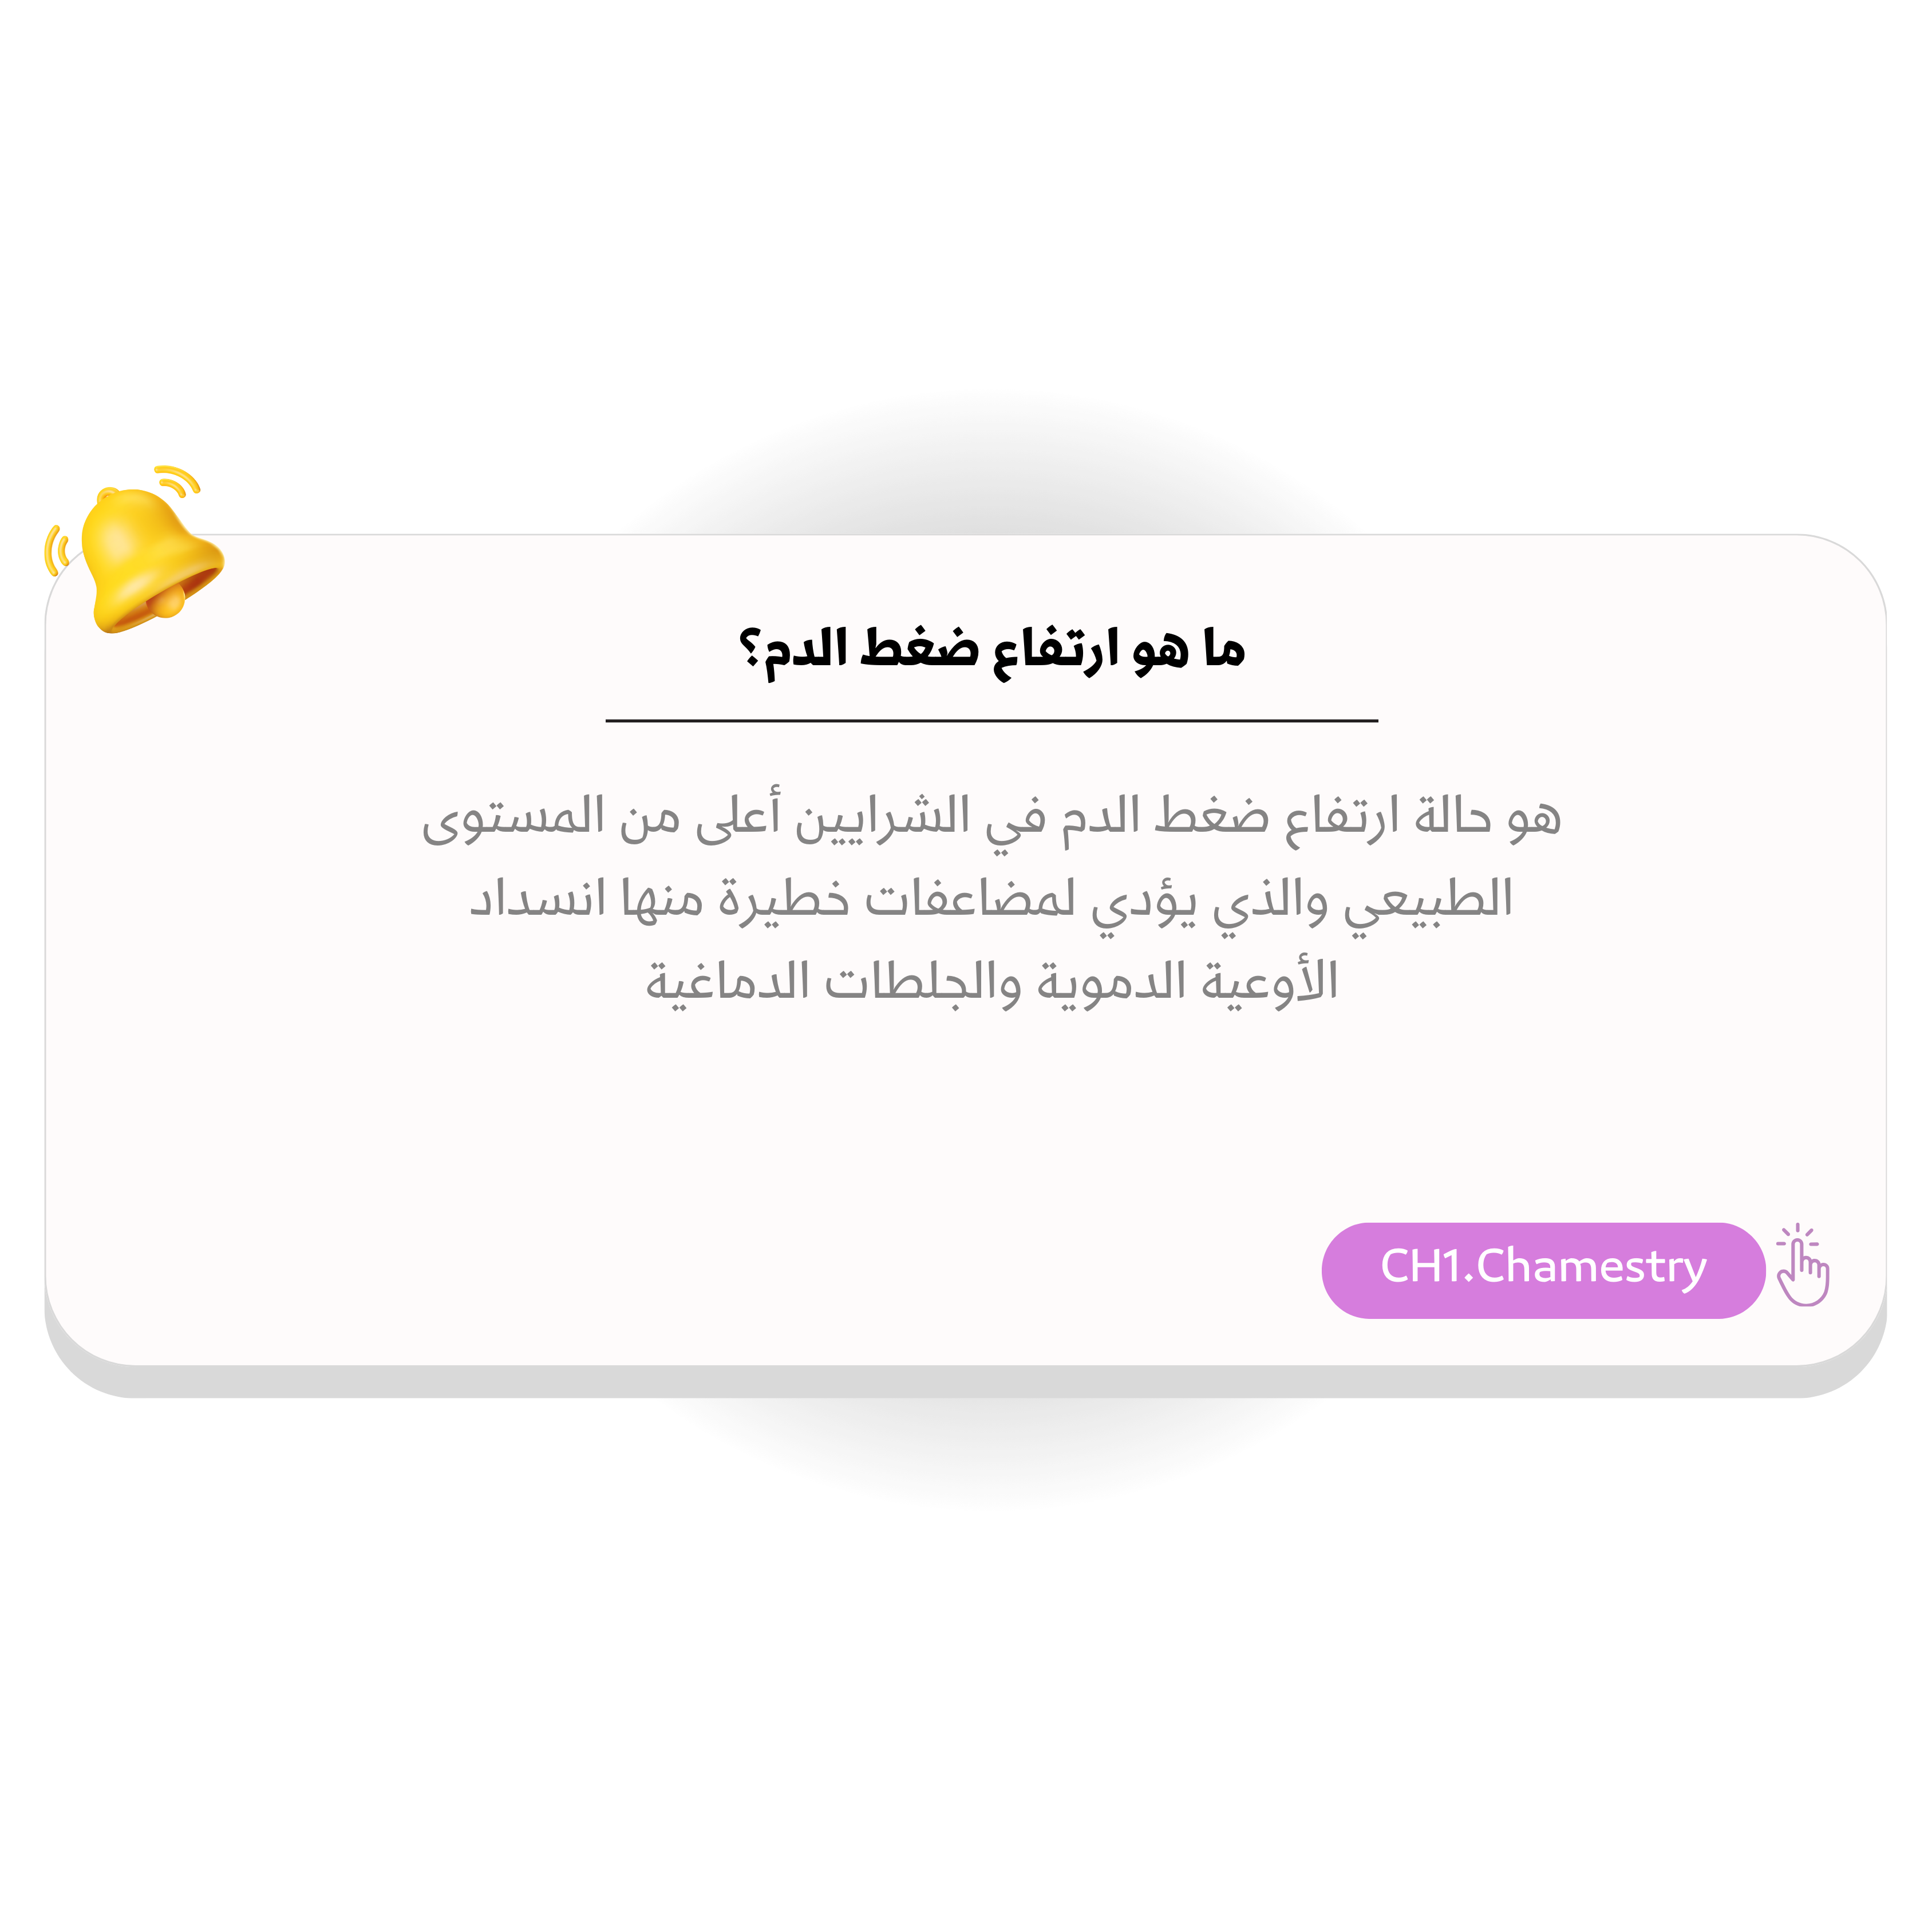 ما هو ارتفاع ضغط الدم؟
هو حالة ارتفاع ضغط الدم في الشرايين أعلى من المستوى
الطبيعي والذي يؤدي لمضاعفات خطيرة منها انسداد
الأوعية الدموية والجلطات الدماغية
CH1.Chamestry